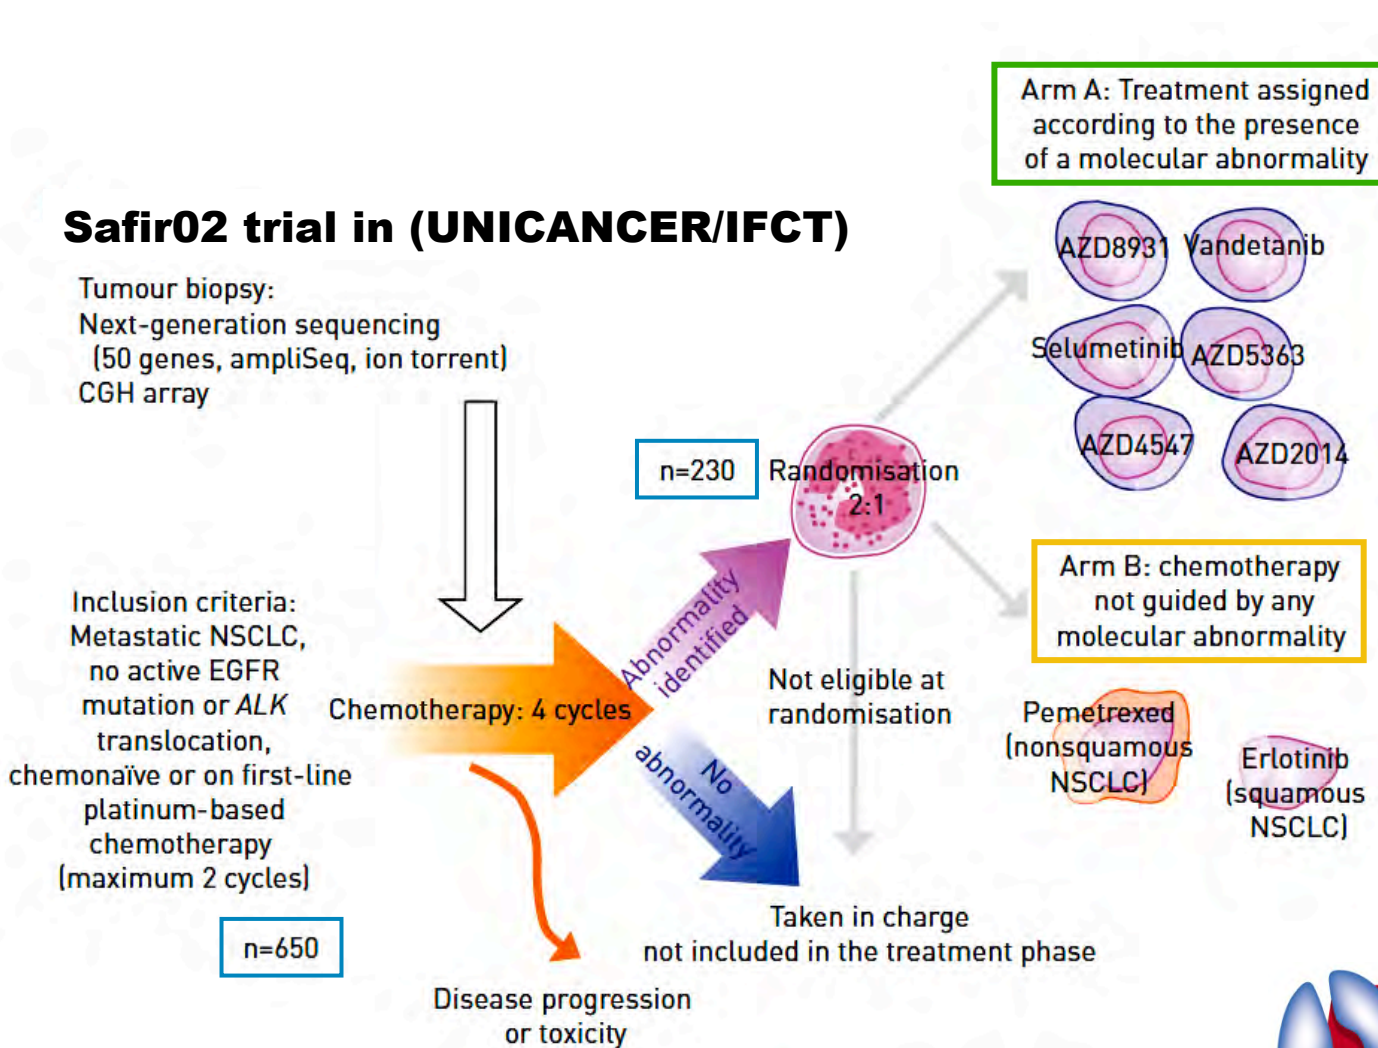 Safir02 trial in (UNICANCER/IFCT)
Tumour biopsy:
Next-generation sequencing
(50 genes, ampliSeq, ion torrent)
CGH array
Inclusion criteria:
Metastatic NSCLC,
no active EGFR
mutation or ALK
translocation,
chemonaïve or on first-line
platinum-based
chemotherapy
(maximum 2 cycles)
n=650
Chemotherapy: 4 cycles
Disease progression
or toxicity
Abnormality
identified
No
abnormality
n=230
Randomisation
2:1
Not eligible at
randomisation
Taken in charge
not included in the treatment phase
Arm A: Treatment assigned
according to the presence
of a molecular abnormality
AZD8931
Vandetanib
Selumetinib
AZD5363
AZD4547
AZD2014
Arm B: chemotherapy
not guided by any
molecular abnormality
Pemetrexed
(nonsquamous
NSCLC)
Erlotinib
(squamous
NSCLC)